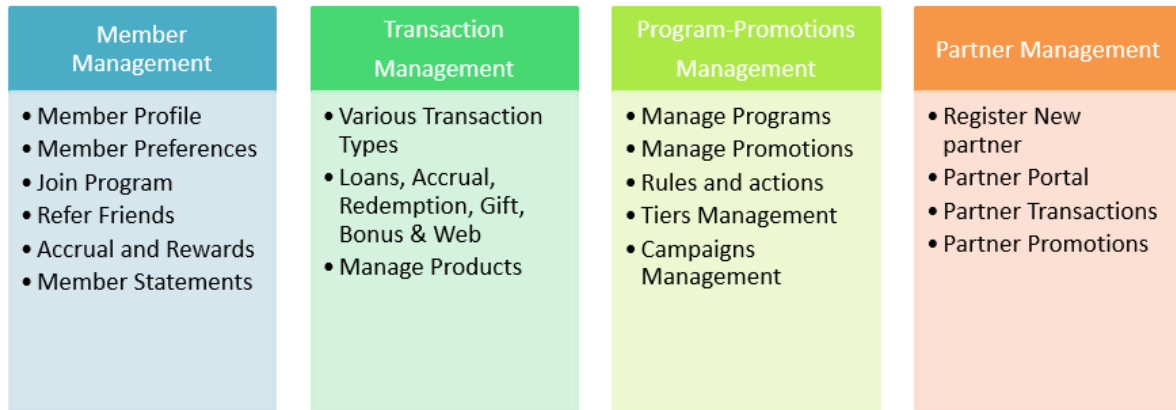 Member
Management
• Member Profile
• Member Preferences
• Join Program
• Refer Friends
• Accrual and Rewards
• Member Statements
Transaction
Management
• Various Transaction
Types
• Loans, Accrual,
Redemption, Gift,
Bonus & Web
• Manage Products
Program-Promotions
Management
• Manage Programs
• Manage Promotions
• Rules and actions
• Tiers Management
• Campaigns
Management
Partner Management
• Register New
partner
• Partner Portal
• Partner Transactions
• Partner Promotions